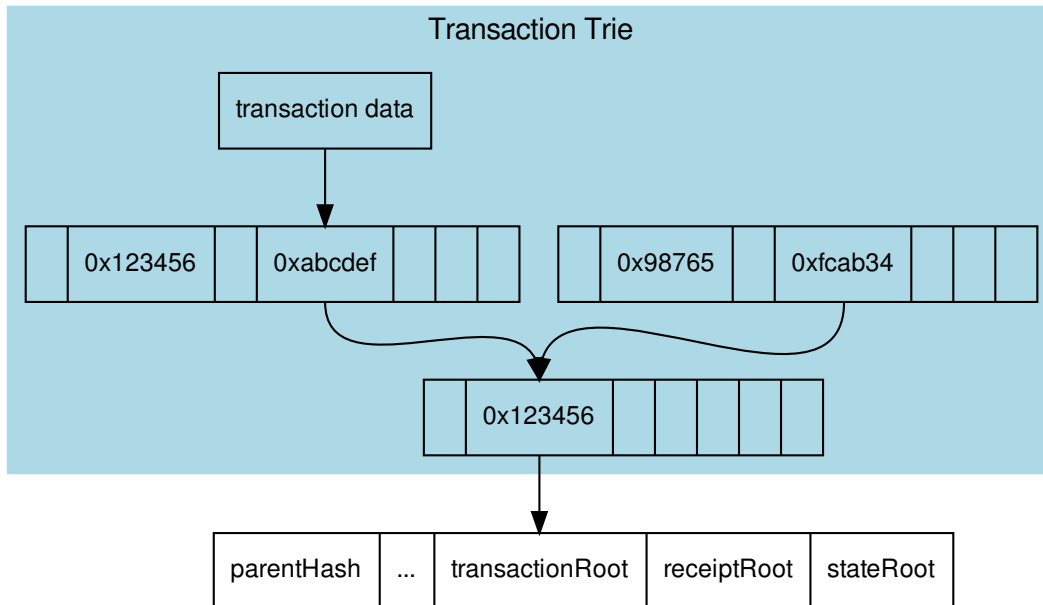 Transaction Trie
transaction data
0x123456 0xabcdef 0x98765 0xfcab34
0x123456
parentHash ... transactionRoot receiptRoot stateRoot